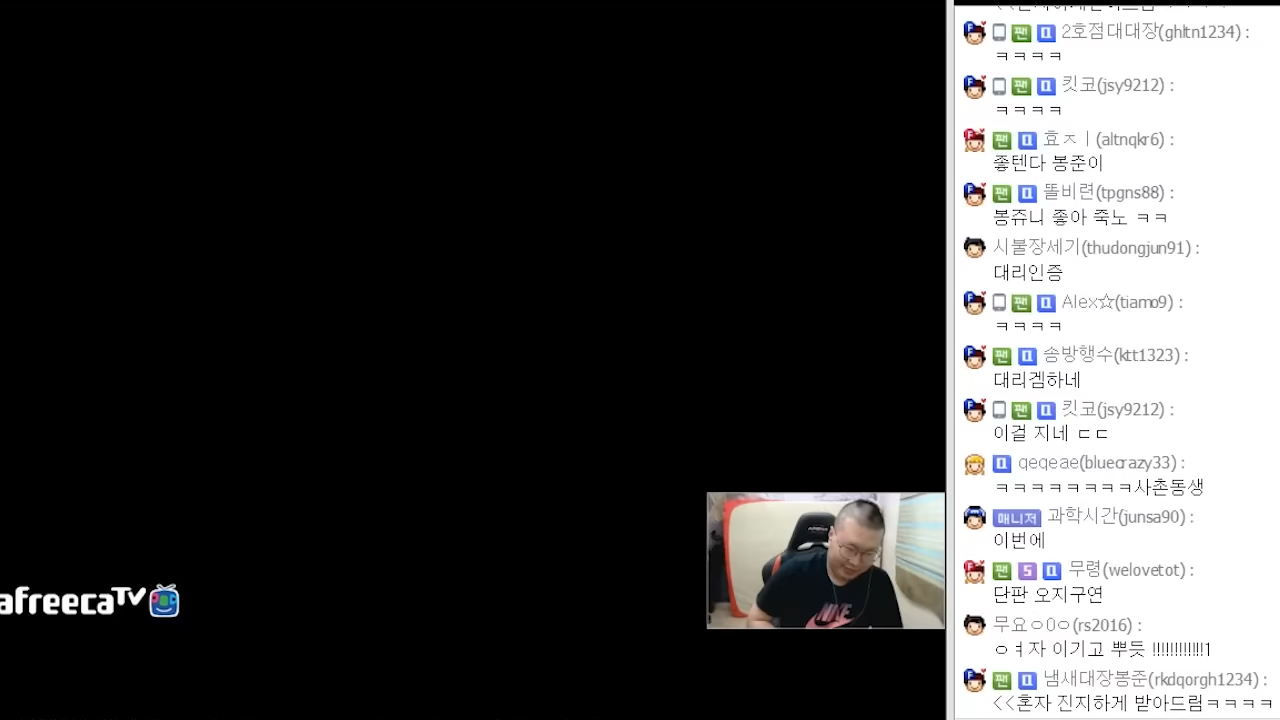 2호점대대장(ghltn1234) :
ㅋㅋㅋㅋ
킷코(jsy9212) :
ㅋㅋㅋㅋ
효ㅈㅣ(altnqkr6) :
좋텐다 봉준이
똘비련(tpgns88) :
봉쥬니 좋아 죽노 ㅋㅋ
시불장세기(thudongjun91) :
대리인증
Alex☆(tiamo9) :
ㅋㅋㅋㅋ
송방행수(ktt1323) :
대리겜하네
킷코(jsy9212) :
이걸 지네 ㄷㄷ
qeqeae(bluecrazy33) :
ㅋㅋㅋㅋㅋㅋㅋㅋ사촌동생
매니저 과학시간(junsa90) :
이번에
팬 S 무령(welovetot) :
단판 오지구연
afreecaTV
NIKE
무요ㅇ0ㅇ(rs2016) :
ㅇㅕ자 이기고 뿌듯 !!!!!!!!!!!!1
냄새대장봉준(rkdqorgh1234) :
<<혼자 진지하게 받아드림ㅋㅋㅋㅋ